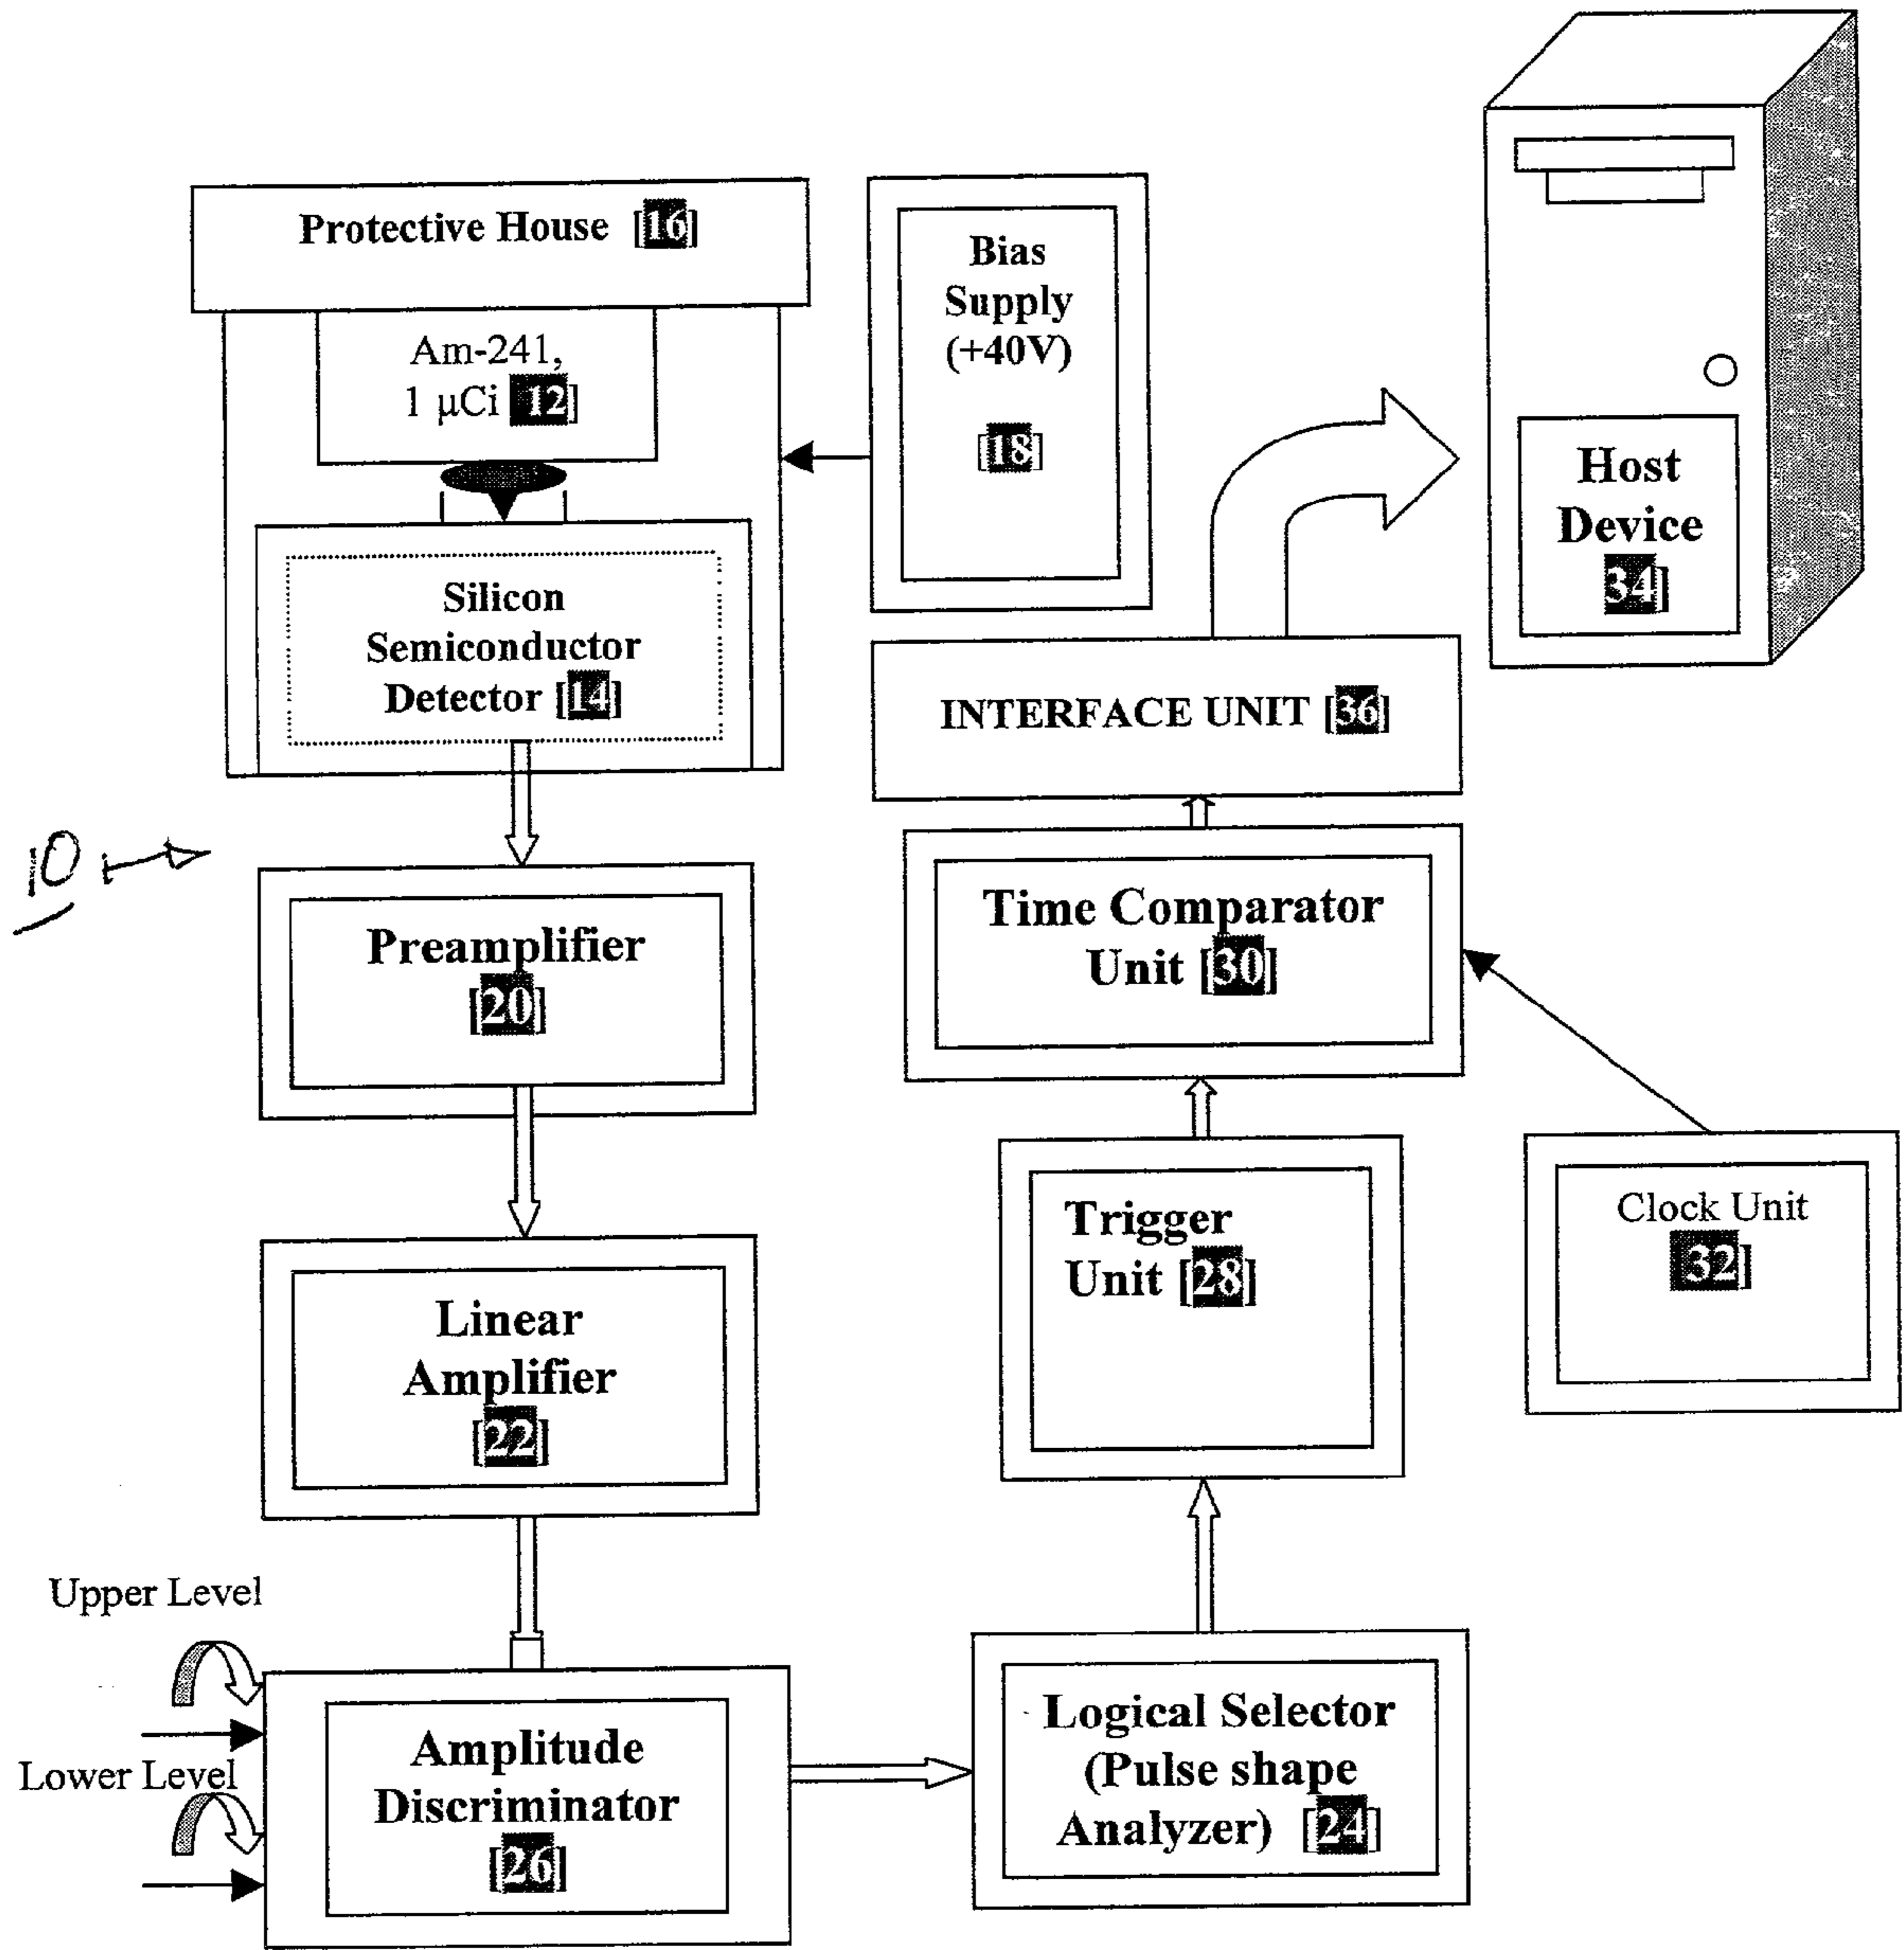 Protective House [16]
Am-241,
1 µCi [12]
Bias
Supply
(+40V)
[18]
Silicon
Semiconductor
Detector [14]
Host
Device
34]
INTERFACE UNIT [36]
10
Preamplifier
[20]
Time Comparator
Unit [30]
Linear
Amplifier
[22]
Trigger
Unit [28]
Clock Unit
[32]
Upper Level
Lower Level
Amplitude
Discriminator
[26]
Logical Selector
(Pulse shape
Analyzer) [24]